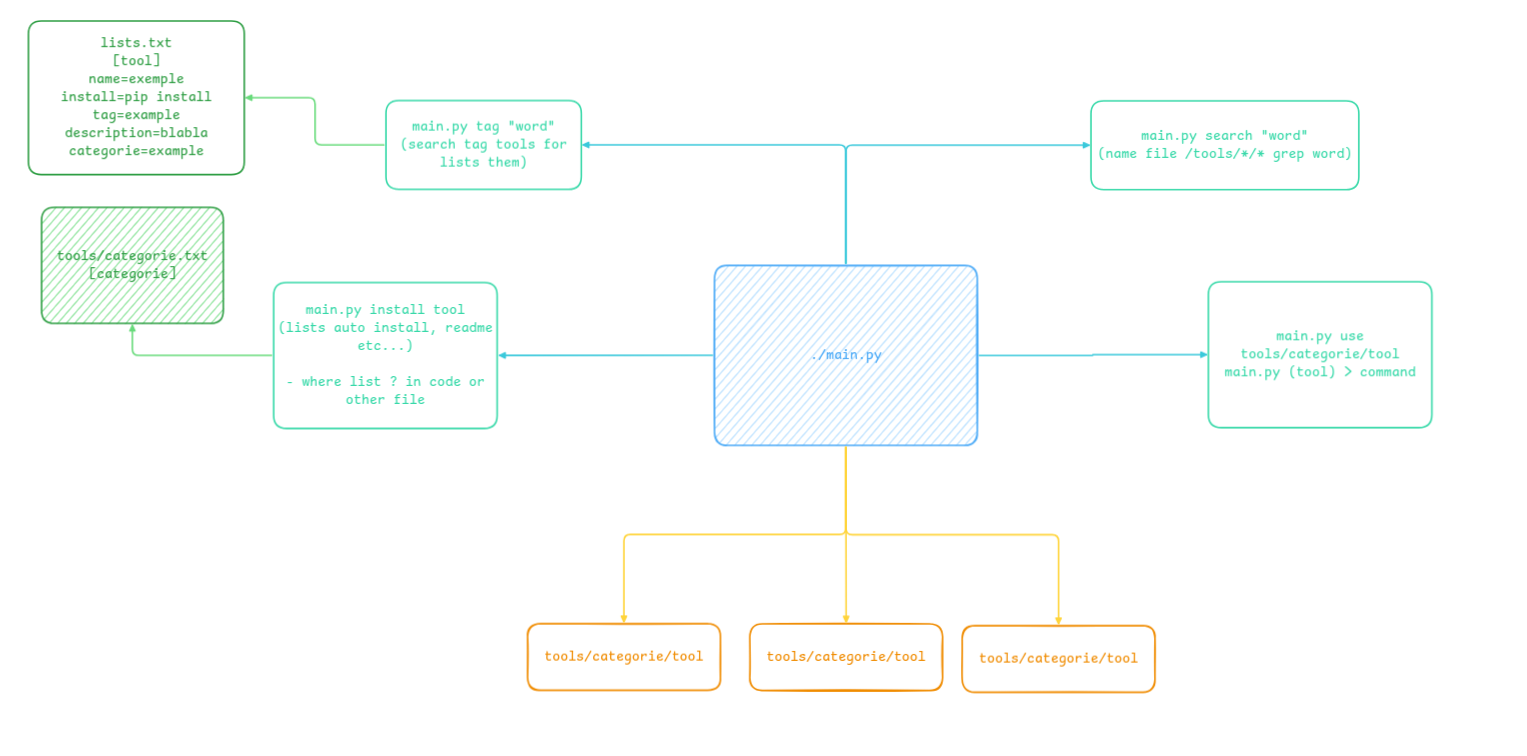 lists.txt
[tool]
name=exemple
install=pip install
tag=example
description=blabla
categorie=example
main.py tag "word"
(search tag tools for
lists them)
main.py search "word"
(name file /tools/*/* grep word)
tools/categorie.txt
[categorie]
main.py install tool
(lists auto install, readme
etc...)
- where list ? in code or
other file
./main.py
main.py use
tools/categorie/tool
main.py (tool) > command
tools/categorie/tool
tools/categorie/tool
tools/categorie/tool